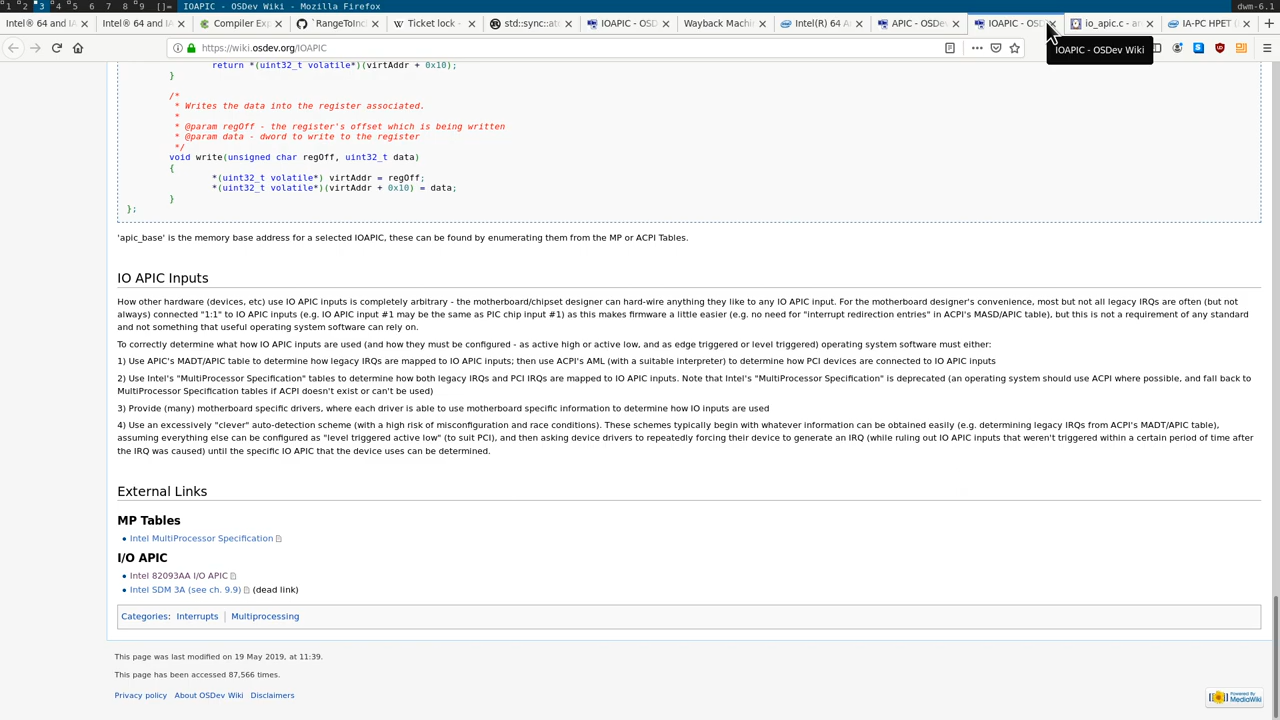 1 2 3 4 5 6 7 8 9 []= IOAPIC - OSDev Wiki - Mozilla Firefox dwm-6.1
Intel® 64 and IA Intel® 64 and IA Compiler Exp `RangeToInc Ticket lock - std::sync::ato IOAPIC - OSD Wayback Machin Intel(R) 64 A APIC - OSDev IOAPIC - OSD io_apic.c - ar IA-PC HPET (
https://wiki.osdev.org/IOAPIC
IOAPIC - OSDev Wiki
return *(uint32_t volatile*)(virtAddr + 0x10);
}
/*
* Writes the data into the register associated.
*
* @param regOff - the register's offset which is being written
* @param data - dword to write to the register
*/
void write(unsigned char regOff, uint32_t data)
{
*(uint32_t volatile*) virtAddr = regOff;
*(uint32_t volatile*)(virtAddr + 0x10) = data;
}
};
'apic_base' is the memory base address for a selected IOAPIC, these can be found by enumerating them from the MP or ACPI Tables.
IO APIC Inputs
How other hardware (devices, etc) use IO APIC inputs is completely arbitrary - the motherboard/chipset designer can hard-wire anything they like to any IO APIC input. For the motherboard designer's convenience, most but not all legacy IRQs are often (but not
always) connected "1:1" to IO APIC inputs (e.g. IO APIC input #1 may be the same as PIC chip input #1) as this makes firmware a little easier (e.g. no need for "interrupt redirection entries" in ACPI's MASD/APIC table), but this is not a requirement of any standard
and not something that useful operating system software can rely on.
To correctly determine what how IO APIC inputs are used (and how they must be configured - as active high or active low, and as edge triggered or level triggered) operating system software must either:
1) Use APIC's MADT/APIC table to determine how legacy IRQs are mapped to IO APIC inputs; then use ACPI's AML (with a suitable interpreter) to determine how PCI devices are connected to IO APIC inputs
2) Use Intel's "MultiProcessor Specification" tables to determine how both legacy IRQs and PCI IRQs are mapped to IO APIC inputs. Note that Intel's "MultiProcessor Specification" is deprecated (an operating system should use ACPI where possible, and fall back to
MultiProcessor Specification tables if ACPI doesn't exist or can't be used)
3) Provide (many) motherboard specific drivers, where each driver is able to use motherboard specific information to determine how IO inputs are used
4) Use an excessively "clever" auto-detection scheme (with a high risk of misconfiguration and race conditions). These schemes typically begin with whatever information can be obtained easily (e.g. determining legacy IRQs from ACPI's MADT/APIC table),
assuming everything else can be configured as "level triggered active low" (to suit PCI), and then asking device drivers to repeatedly forcing their device to generate an IRQ (while ruling out IO APIC inputs that weren't triggered within a certain period of time after
the IRQ was caused) until the specific IO APIC that the device uses can be determined.
External Links
MP Tables
Intel MultiProcessor Specification
I/O APIC
Intel 82093AA I/O APIC
Intel SDM 3A (see ch. 9.9) (dead link)
Categories: Interrupts Multiprocessing
This page was last modified on 19 May 2019, at 11:39.
This page has been accessed 87,566 times.
Privacy policy About OSDev Wiki Disclaimers
Powered By
MediaWiki